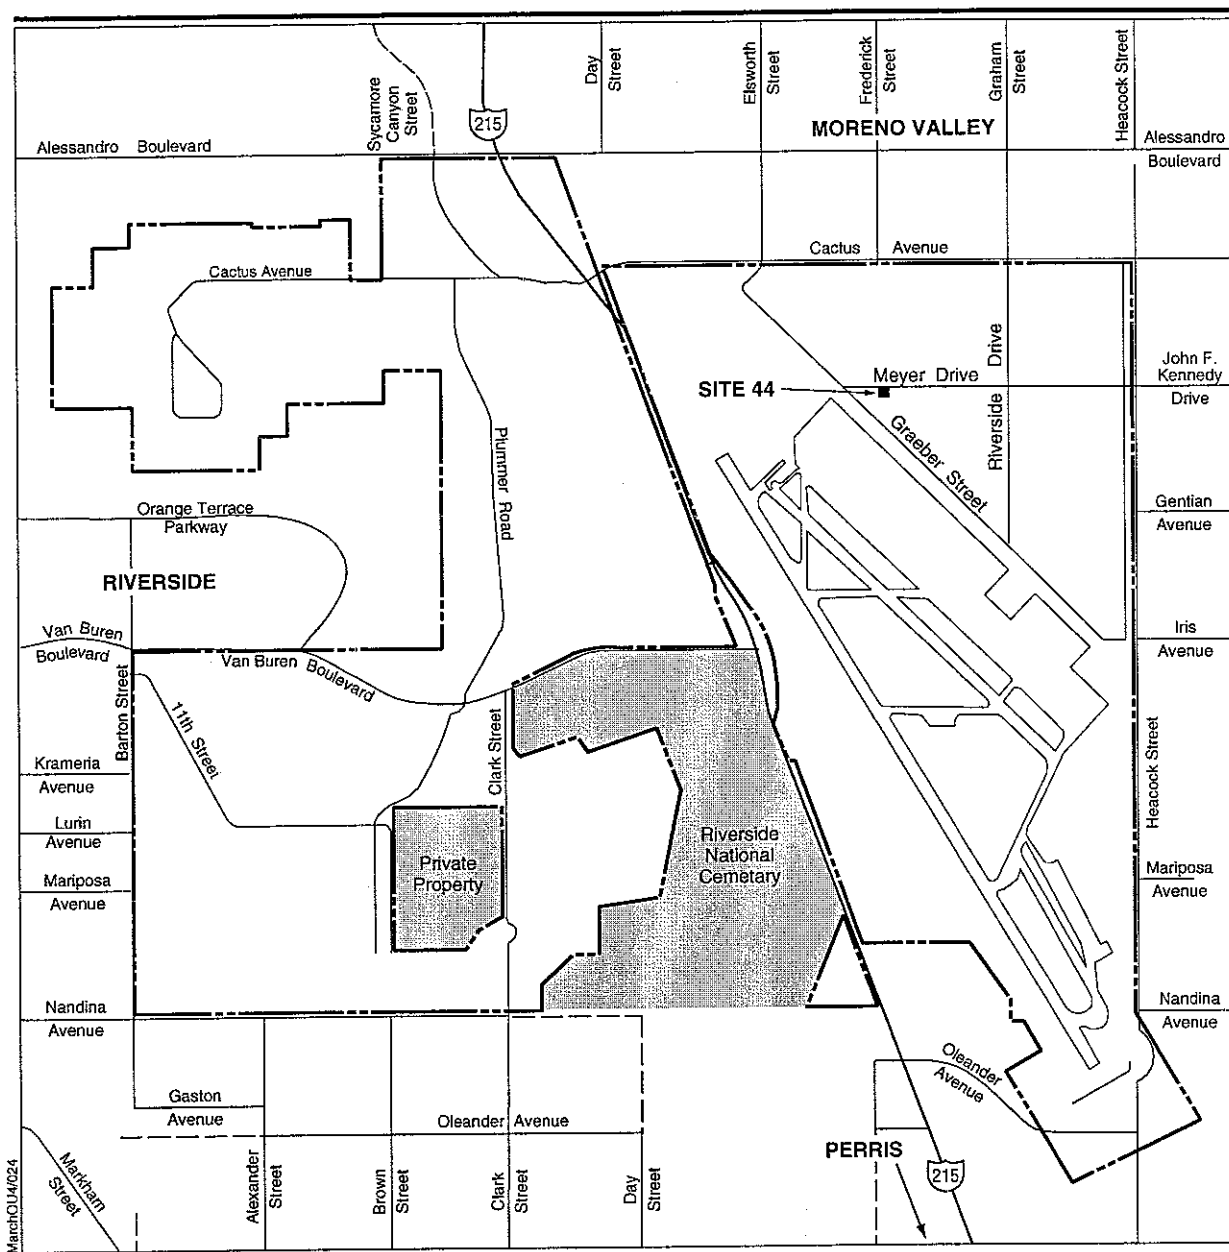 Sycamore
Canyon
Street
215
Day
Street
Elsworth
Street
Frederick
Street
Graham
Street
Heacock Street
MORENO VALLEY
Alessandro Boulevard
Alessandro
Boulevard
Cactus Avenue
Cactus Avenue
SITE 44
Meyer Drive
Riverside Drive
John F.
Kennedy
Drive
Graeber Street
Plummer Road
Orange Terrace
Parkway
Gentian
Avenue
RIVERSIDE
Van Buren
Boulevard
Van Buren Boulevard
Iris
Avenue
Barton Street
11th Street
Clark Street
Heacock Street
Krameria
Avenue
Lurin
Avenue
Mariposa
Avenue
Private
Property
Riverside
National
Cemetary
Mariposa
Avenue
Nandina
Avenue
Nandina
Avenue
Oleander
Avenue
Gaston
Avenue
Oleander Avenue
Markham
Street
Alexander
Street
Brown
Street
Clark
Street
Day
Street
PERRIS
215
MarchOU4/024